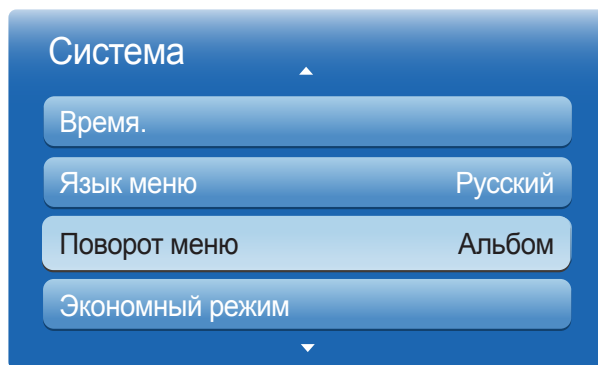 Система
Время.
Язык меню Русский
Поворот меню Альбом
Экономный режим